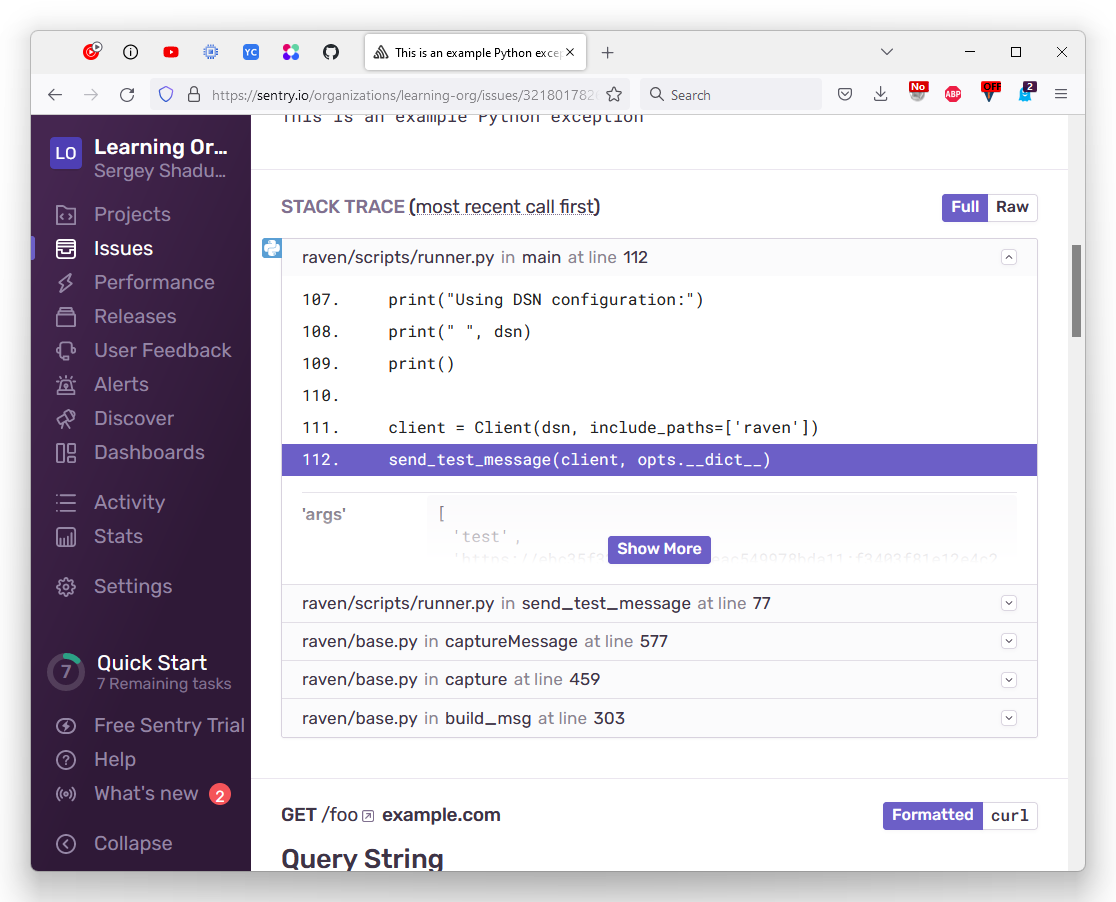 YC
This is an example Python exce
https://sentry.io/organizations/learning-org/issues/321801782
Search
No
ABP
OFF
2
LO
Learning Or...
Sergey Shadu...
Projects
Issues
Performance
Releases
User Feedback
Alerts
Discover
Dashboards
Activity
Stats
Settings
7
Quick Start
7 Remaining tasks
Free Sentry Trial
Help
What's new 2
Collapse
This is an example Python exception
STACK TRACE (most recent call first)
Full Raw
raven/scripts/runner.py in main at line 112
107. print("Using DSN configuration:")
108. print(" ", dsn)
109. print()
110.
111. client = Client(dsn, include_paths=['raven'])
112. send_test_message(client, opts.__dict__)
'args' [
'test',
Show More
raven/scripts/runner.py in send_test_message at line 77
raven/base.py in captureMessage at line 577
raven/base.py in capture at line 459
raven/base.py in build_msg at line 303
GET /foo example.com
Formatted curl
Query String